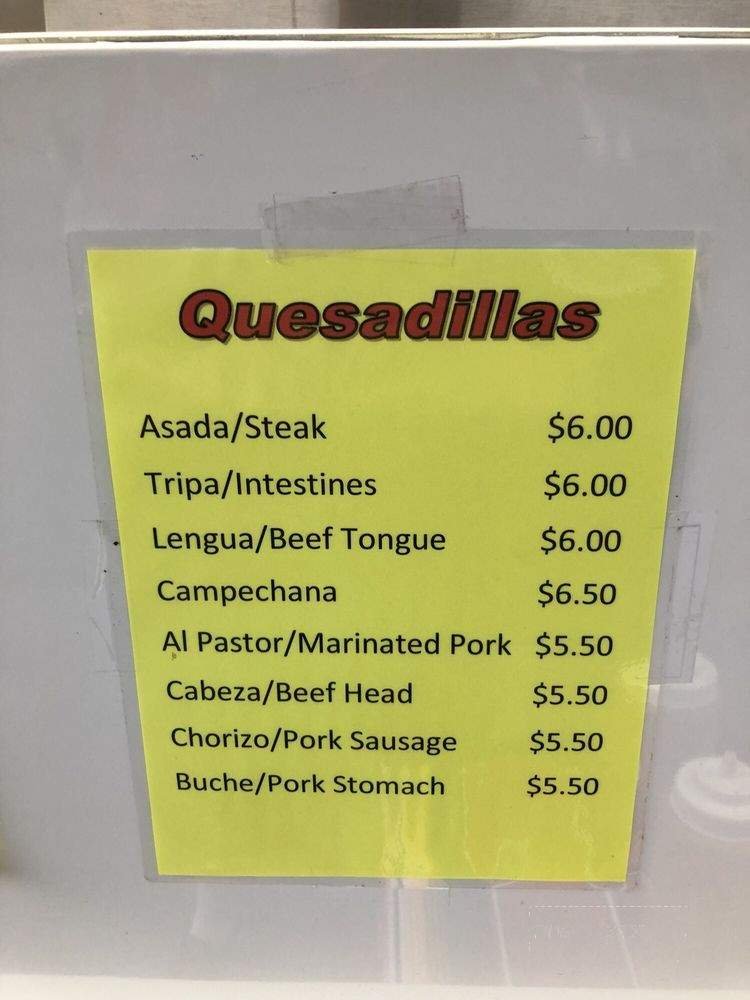 Quesadillas
Asada/Steak $6.00
Tripa/Intestines $6.00
Lengua/Beef Tongue $6.00
Campechana $6.50
Al Pastor/Marinated Pork $5.50
Cabeza/Beef Head $5.50
Chorizo/Pork Sausage $5.50
Buche/Pork Stomach $5.50